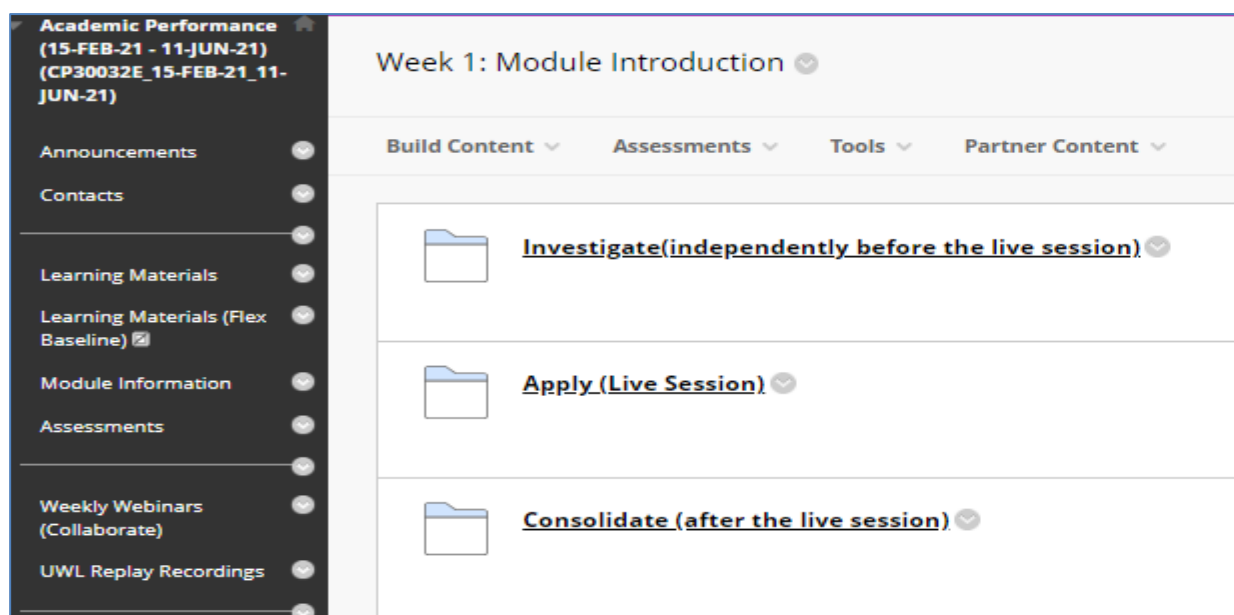 Academic Performance
(15-FEB-21 - 11-JUN-21)
(CP30032E_15-FEB-21_11-
JUN-21)
Announcements
Contacts
Learning Materials
Learning Materials (Flex
Baseline)
Module Information
Assessments
Weekly Webinars
(Collaborate)
UWL Replay Recordings
Week 1: Module Introduction
Build Content Assessments Tools Partner Content
Investigate(independently before the live session)
Apply (Live Session)
Consolidate (after the live session)